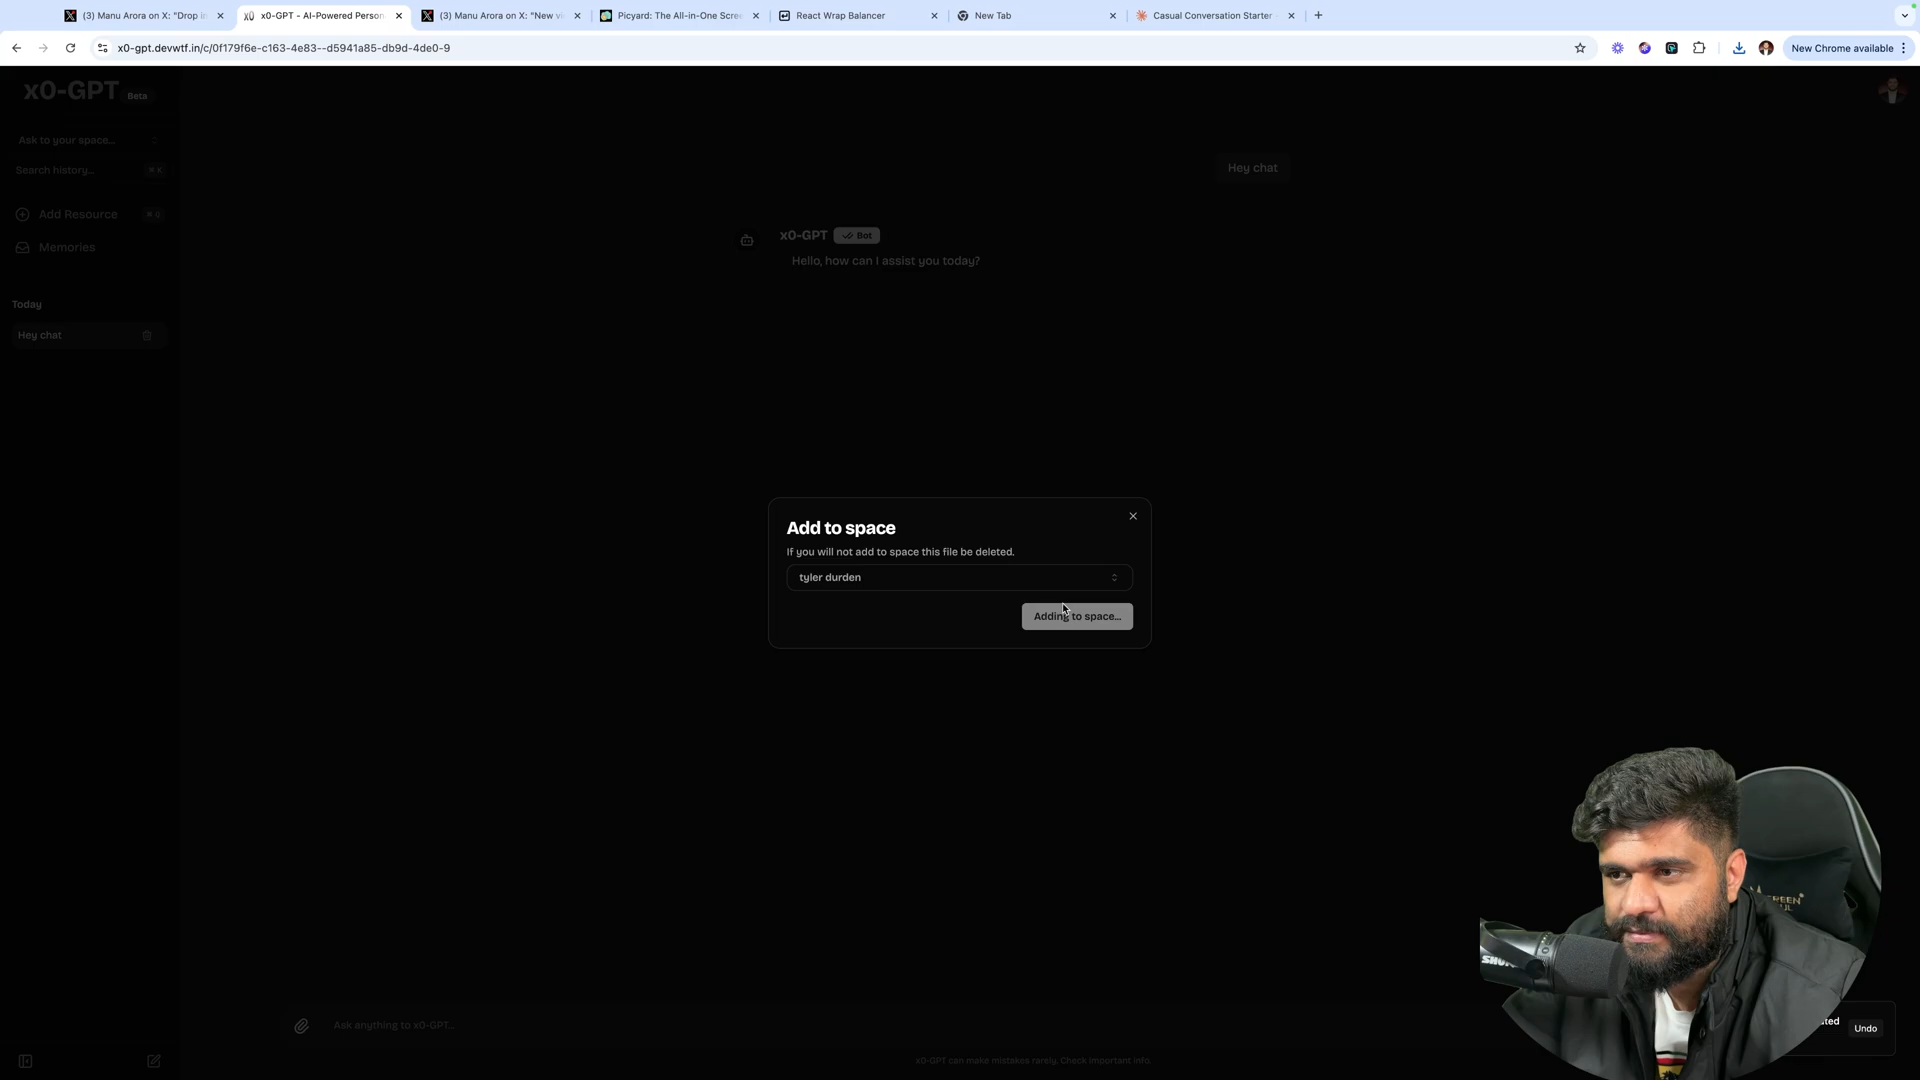 (3) Manu Arora on X: "Drop in
x0-GPT - AI-Powered Person
(3) Manu Arora on X: "New vi
Picyard: The All-in-One Scree
React Wrap Balancer
New Tab
Casual Conversation Starter
x0-gpt.devwtf.in/c/0f179f6e-c163-4e83--d5941a85-db9d-4de0-9
New Chrome available
x0-GPT Beta
Ask to your space...
Search history... ⌘ K
Add Resource
Memories
Today
Hey chat
Hey chat
x0-GPT Bot
Hello, how can I assist you today?
Add to space
If you will not add to space this file be deleted.
tyler durden
Adding to space...
Ask anything to x0-GPT...
x0-GPT can make mistakes rarely. Check important info.
Undo